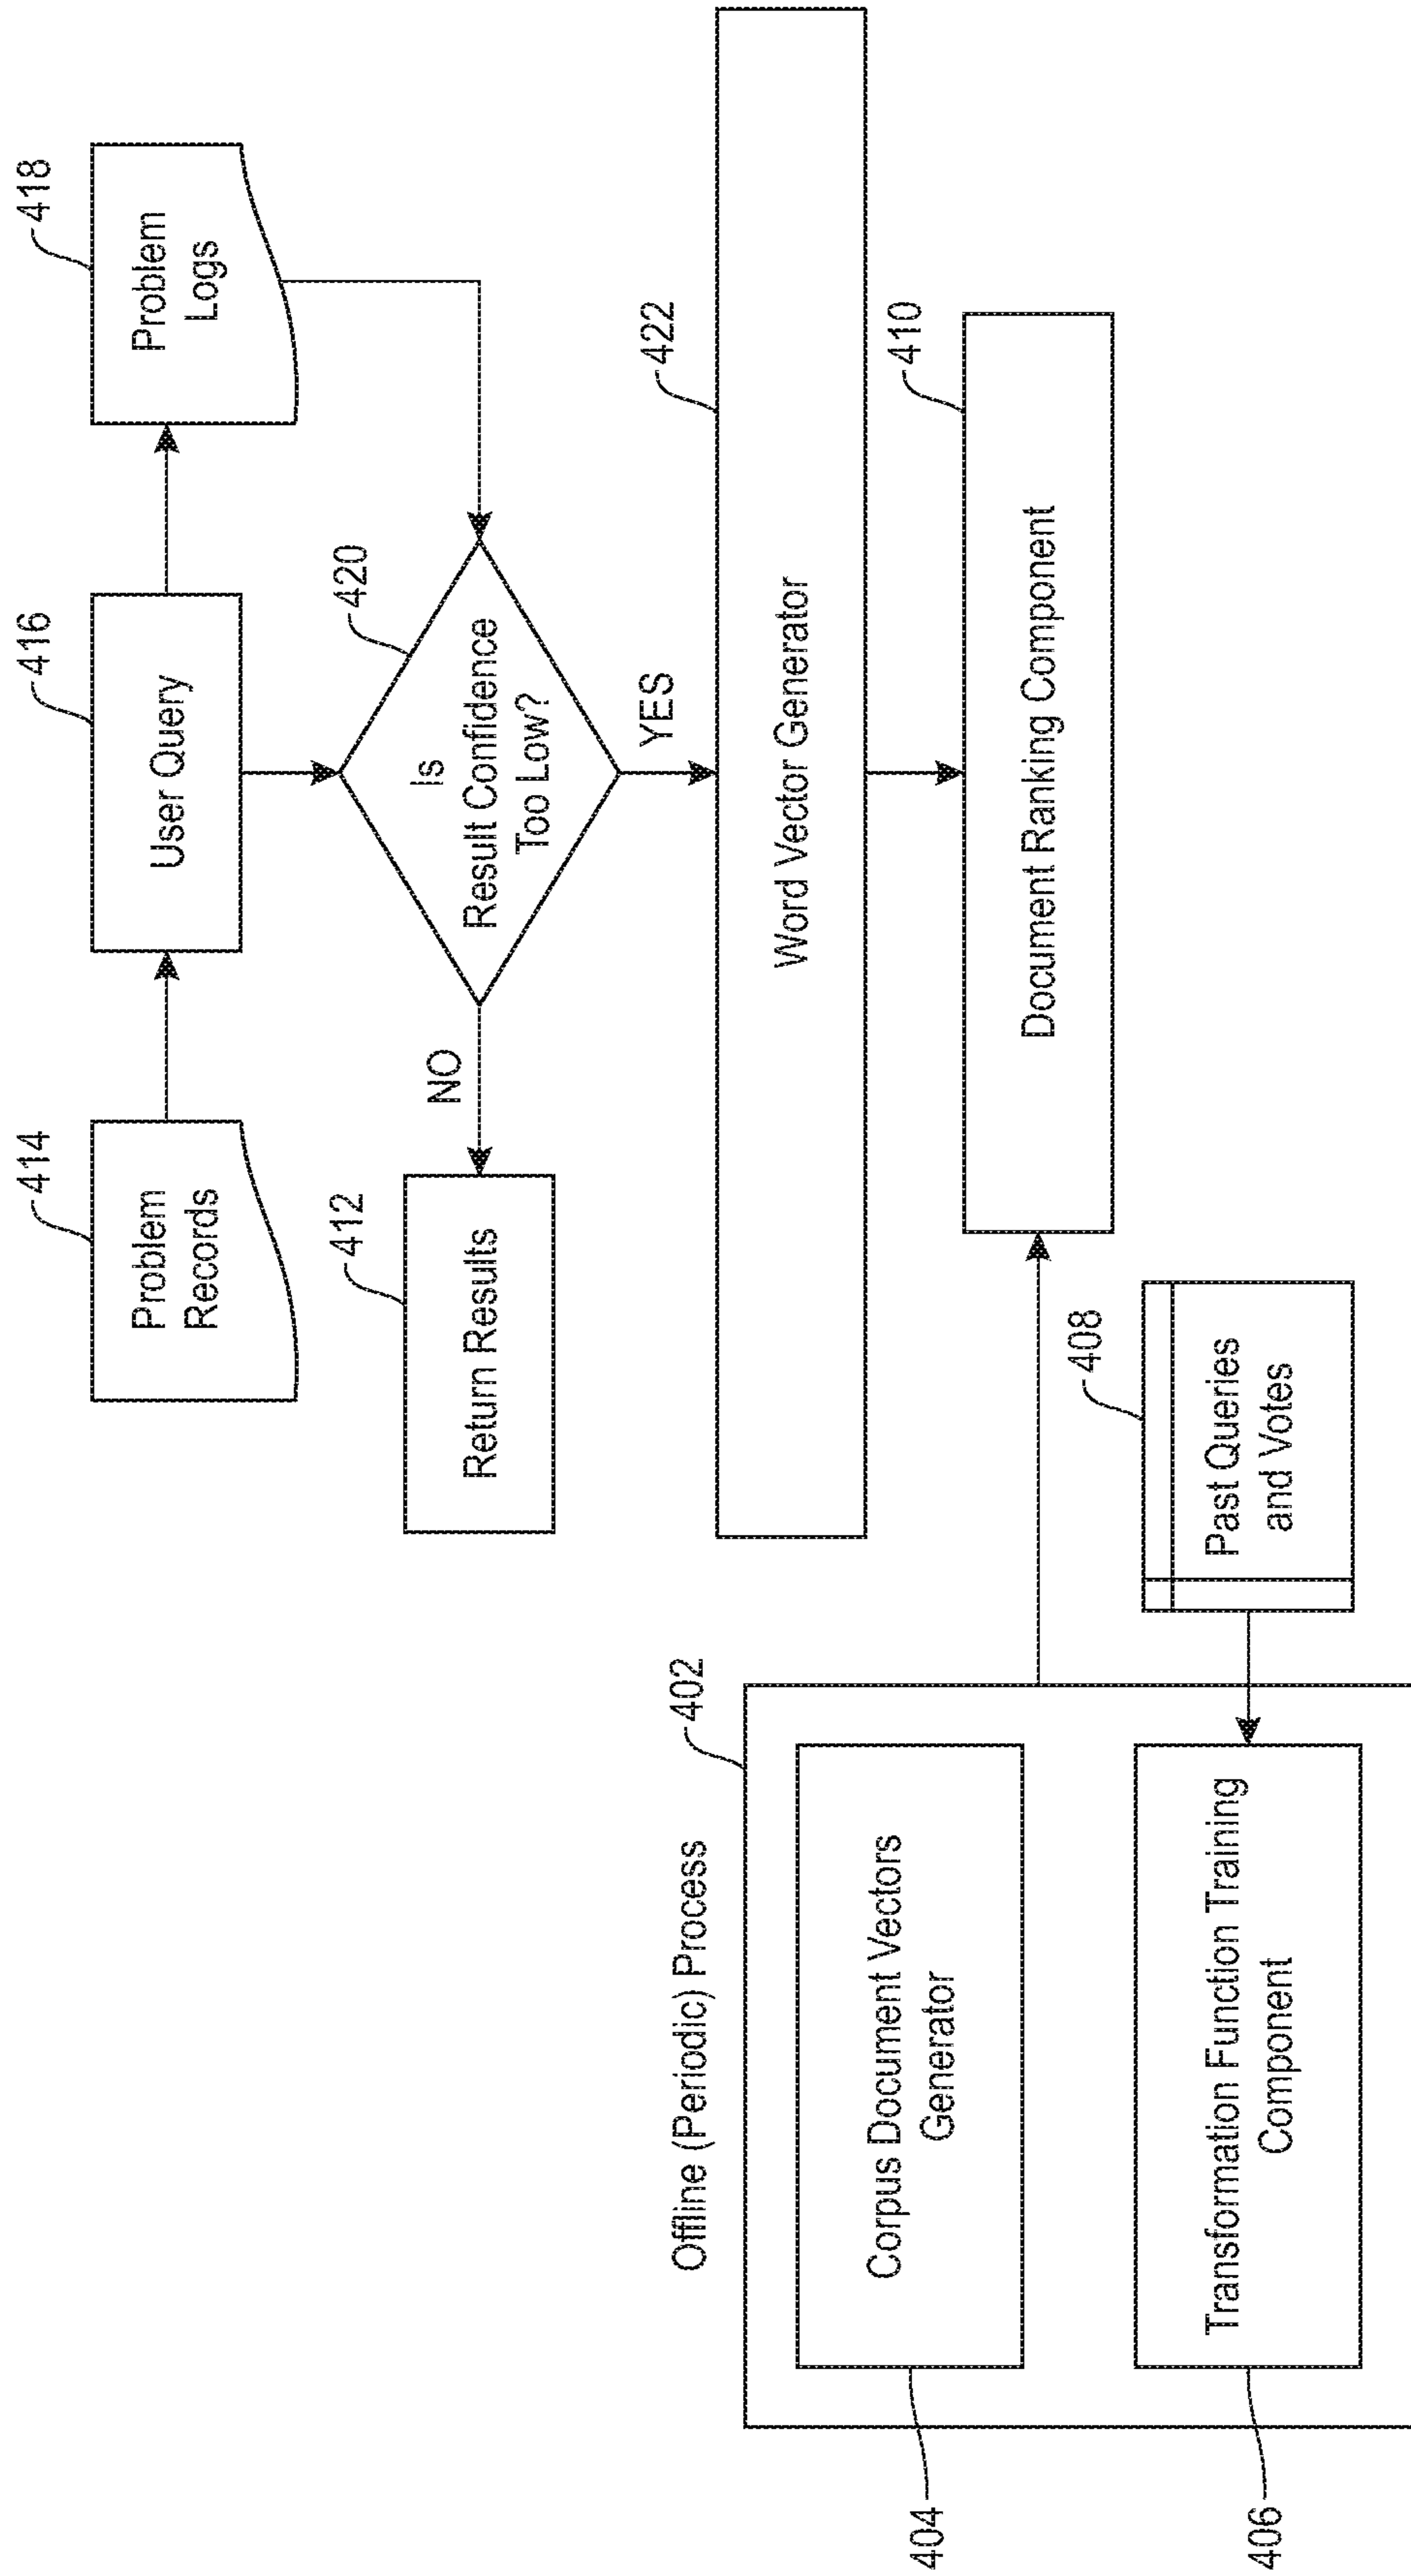 414
Problem
Records
416
User Query
418
Problem
Logs
412
Return Results
NO
420
Is
Result Confidence
Too Low?
YES
422
Word Vector Generator
410
Document Ranking Component
Offline (Periodic) Process
402
404
Corpus Document Vectors
Generator
406
Transformation Function Training
Component
408
Past Queries
and Votes